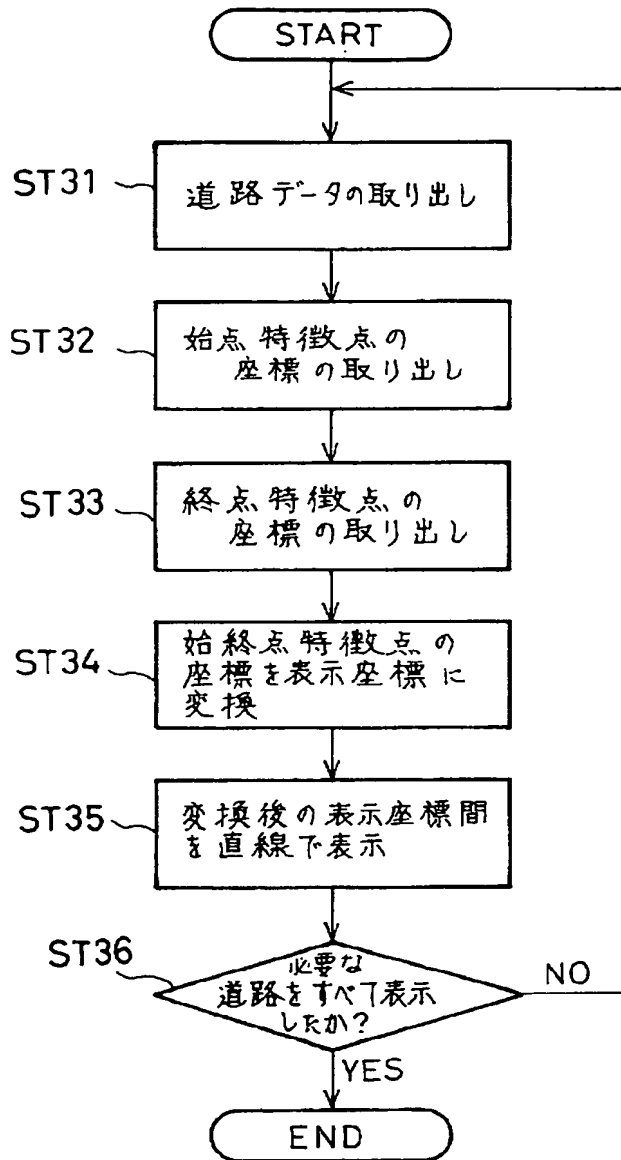 START
ST31
道路データの取り出し
ST32
始点特徴点の
座標の取り出し
ST33
終点特徴点の
座標の取り出し
ST34
始終点特徴点の
座標を表示座標に
変換
ST35
変換後の表示座標間
を直線で表示
ST36
必要な
道路をすべて表示
したか?
NO
YES
END